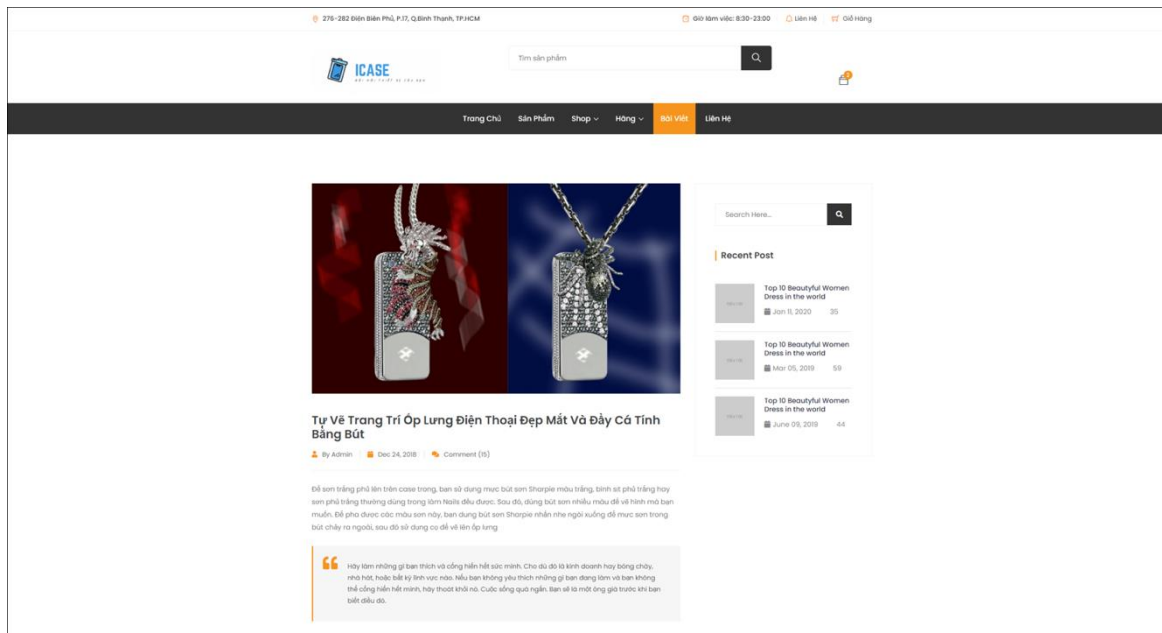 276-282 Điện Biên Phủ, P.17, Q.Bình Thạnh, TP.HCM
Giờ làm việc: 8:30-23:00
Liên Hệ
Giỏ Hàng
ICASE
Tìm sản phẩm
Trang Chủ
Sản Phẩm
Shop
Hãng
Bài Viết
Liên Hệ
Tự Vẽ Trang Trí Ốp Lưng Điện Thoại Đẹp Mắt Và Đầy Cá Tính
Bằng Bút
By Admin
Dec 24, 2018
Comment (15)
Để sơn trắng phủ lên trên case trong, bạn sử dụng mực bút sơn Sharpie màu trắng, bình sịt phủ trắng hay
sơn phủ trắng thường dùng trong làm Nails đều được. Sau đó, dùng bút sơn nhiều màu để vẽ hình mà bạn
muốn. Để pha được các màu sơn này, bạn dung bút sơn Sharpie nhấn nhẹ ngòi xuống để mực sơn trong
bút chảy ra ngoài, sau đó sử dụng cọ để vẽ lên ốp lưng
Hãy làm những gì bạn thích và cống hiến hết sức mình. Cho dù đó là kinh doanh hay bóng chày,
nhà hát, hoặc bất kỳ lĩnh vực nào. Nếu bạn không yêu thích những gì bạn đang làm và bạn không
thể cống hiến hết mình, hãy thoát khỏi nó. Cuộc sống quá ngắn. Bạn sẽ là một ông già trước khi bạn
biết điều đó.
Search Here...
Recent Post
Top 10 Beautyful Women
Dress in the world
Jan 11, 2020
35
Top 10 Beautyful Women
Dress in the world
Mar 05, 2019
59
Top 10 Beautyful Women
Dress in the world
June 09, 2019
44